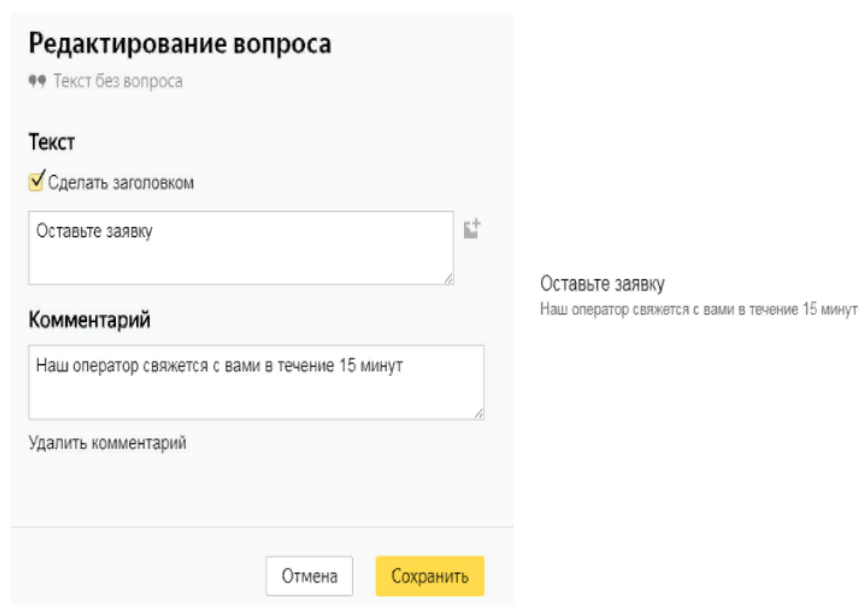 Редактирование вопроса
Текст без вопроса
Текст
Сделать заголовком
Оставьте заявку
Комментарий
Наш оператор свяжется с вами в течение 15 минут
Удалить комментарий
Отмена
Сохранить
Оставьте заявку
Наш оператор свяжется с вами в течение 15 минут